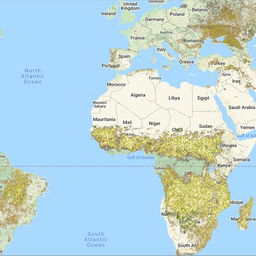 Ireland
Germany
Poland
Ukraine
France
Austria
Italy
Spain
Portugal
Greece
Turkey
Tunisia
Iraq
Morocco
North
Atlantic
Ocean
Algeria
Libya
Egypt
Western
Sahara
Saudi Arabia
Mauritania
Mali
Niger
Chad
Sudan
Yemen
Ethiopia
Gulf of Guinea
Kenya
Namibia
Madagascar
South
Atlantic
Ocean
South Africa